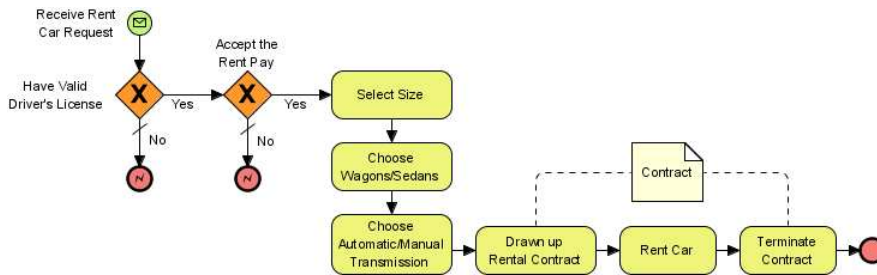 Receive Rent
Car Request
Accept the
Rent Pay
Have Valid
Driver's License
Yes
Yes
Select Size
No
No
Choose
Wagons/Sedans
Contract
Choose
Automatic/Manual
Transmission
Drawn up
Rental Contract
Rent Car
Terminate
Contract